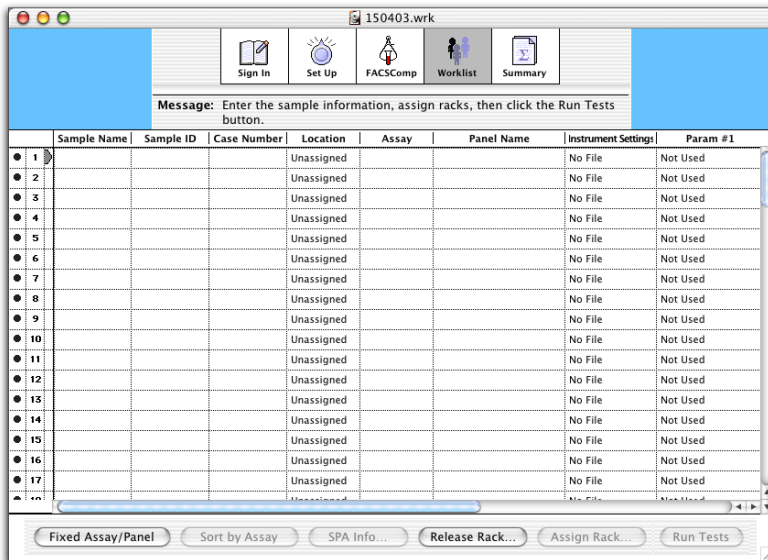 150403.wrk
Sign In Set Up FACSComp Worklist Summary
Message: Enter the sample information, assign racks, then click the Run Tests
button.
Sample Name Sample ID Case Number Location Assay Panel Name Instrument Settings Param #1
1 Unassigned No File Not Used
2 Unassigned No File Not Used
3 Unassigned No File Not Used
4 Unassigned No File Not Used
5 Unassigned No File Not Used
6 Unassigned No File Not Used
7 Unassigned No File Not Used
8 Unassigned No File Not Used
9 Unassigned No File Not Used
10 Unassigned No File Not Used
11 Unassigned No File Not Used
12 Unassigned No File Not Used
13 Unassigned No File Not Used
14 Unassigned No File Not Used
15 Unassigned No File Not Used
16 Unassigned No File Not Used
17 Unassigned No File Not Used
Fixed Assay/Panel Sort by Assay SPA Info... Release Rack... Assign Rack... Run Tests